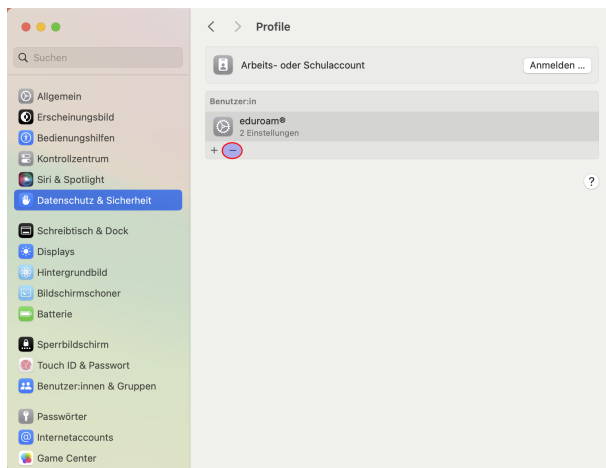 Profile
Suchen
Arbeits- oder Schulaccount
Anmelden ...
Allgemein
Erscheinungsbild
Bedienungshilfen
Kontrollzentrum
Siri & Spotlight
Datenschutz & Sicherheit
Schreibtisch & Dock
Displays
Hintergrundbild
Bildschirmschoner
Batterie
Sperrbildschirm
Touch ID & Passwort
Benutzer:innen & Gruppen
Passwörter
Internetaccounts
Game Center
Benutzer:in
eduroam®
2 Einstellungen
+ −
?